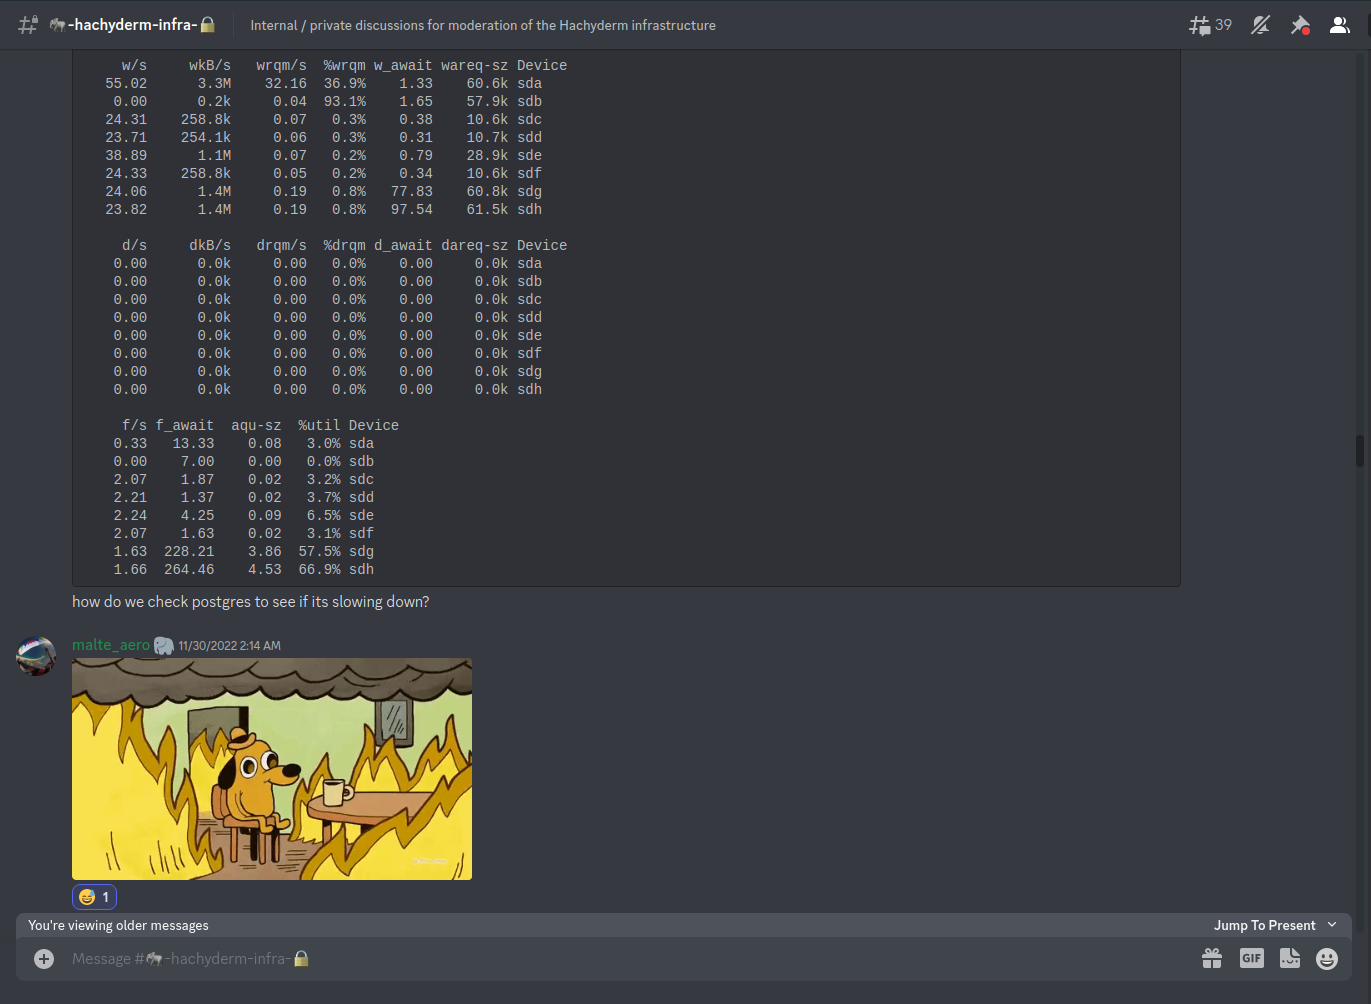 -hachyderm-infra- Internal / private discussions for moderation of the Hachyderm infrastructure 39
w/s wkB/s wrqm/s %wrqm w_await wareq-sz Device
55.02 3.3M 32.16 36.9% 1.33 60.6k sda
0.00 0.2k 0.04 93.1% 1.65 57.9k sdb
24.31 258.8k 0.07 0.3% 0.38 10.6k sdc
23.71 254.1k 0.06 0.3% 0.31 10.7k sdd
38.89 1.1M 0.07 0.2% 0.79 28.9k sde
24.33 258.8k 0.05 0.2% 0.34 10.6k sdf
24.06 1.4M 0.19 0.8% 77.83 60.8k sdg
23.82 1.4M 0.19 0.8% 97.54 61.5k sdh
d/s dkB/s drqm/s %drqm d_await dareq-sz Device
0.00 0.0k 0.00 0.0% 0.00 0.0k sda
0.00 0.0k 0.00 0.0% 0.00 0.0k sdb
0.00 0.0k 0.00 0.0% 0.00 0.0k sdc
0.00 0.0k 0.00 0.0% 0.00 0.0k sdd
0.00 0.0k 0.00 0.0% 0.00 0.0k sde
0.00 0.0k 0.00 0.0% 0.00 0.0k sdf
0.00 0.0k 0.00 0.0% 0.00 0.0k sdg
0.00 0.0k 0.00 0.0% 0.00 0.0k sdh
f/s f_await aqu-sz %util Device
0.33 13.33 0.08 3.0% sda
0.00 7.00 0.00 0.0% sdb
2.07 1.87 0.02 3.2% sdc
2.21 1.37 0.02 3.7% sdd
2.24 4.25 0.09 6.5% sde
2.07 1.63 0.02 3.1% sdf
1.63 228.21 3.86 57.5% sdg
1.66 264.46 4.53 66.9% sdh
how do we check postgres to see if its slowing down?
malte_aero 11/30/2022 2:14 AM
1
You're viewing older messages Jump To Present
Message #-hachyderm-infra- GIF